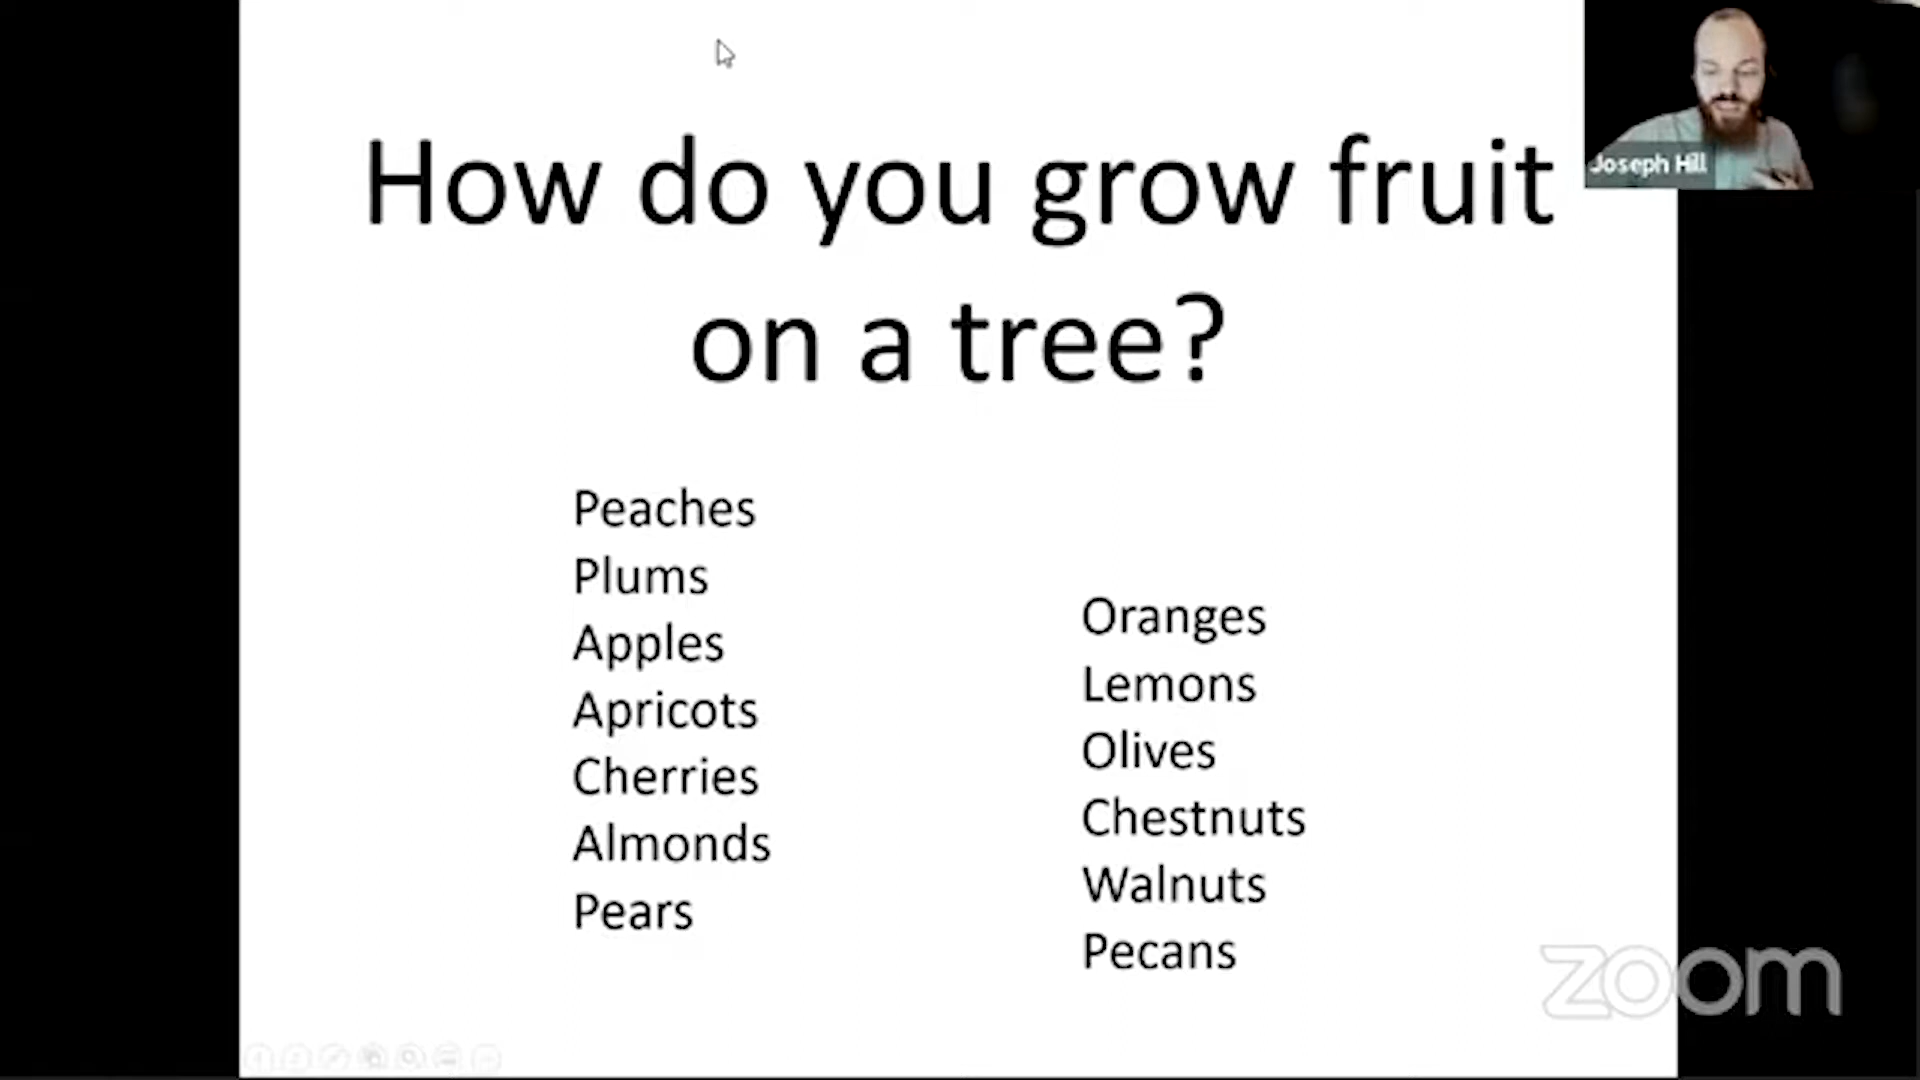 How do you grow fruit
on a tree?
Peaches
Plums
Apples
Apricots
Cherries
Almonds
Pears
Oranges
Lemons
Olives
Chestnuts
Walnuts
Pecans
Joseph Hill
zoom